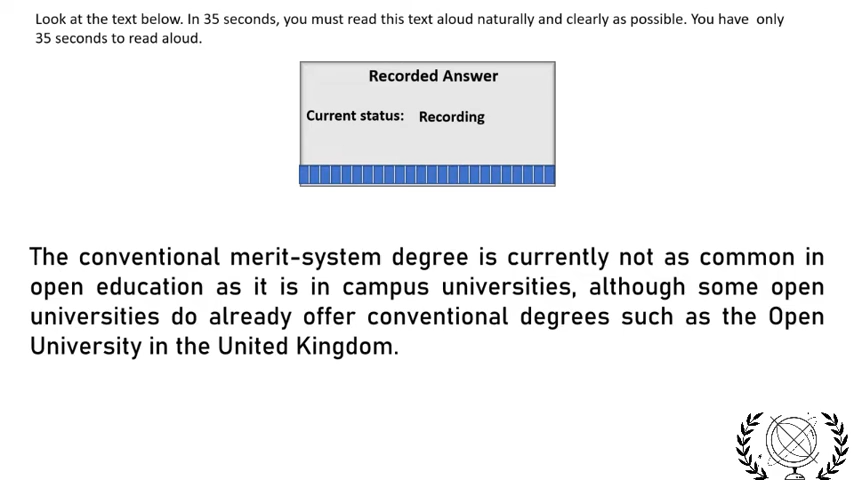 Look at the text below. In 35 seconds, you must read this text aloud naturally and clearly as possible. You have only
35 seconds to read aloud.
Recorded Answer
Current status: Recording
The conventional merit-system degree is currently not as common in
open education as it is in campus universities, although some open
universities do already offer conventional degrees such as the Open
University in the United Kingdom.